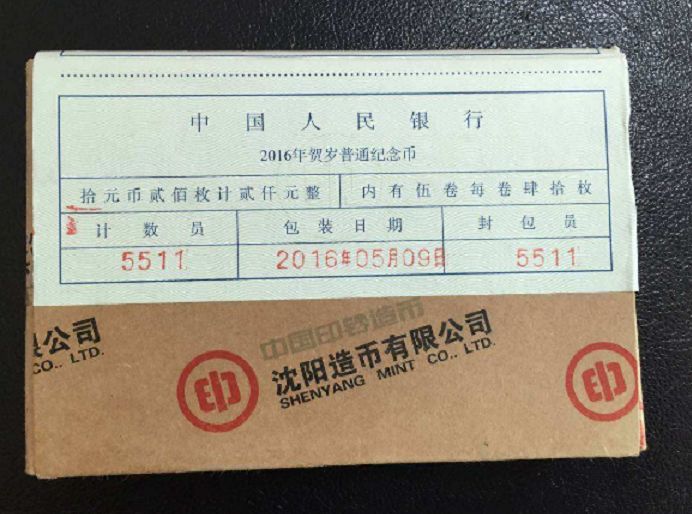 中国人民银行
2016年贺岁普通纪念币
拾元币贰佰枚计贰仟元整 内有伍卷每卷肆拾枚
计数员 包装日期 封包员
5511 2016年05月09日 5511
中国印钞造币
限公司 沈阳造币有限公司
CO., LTD. SHENYANG MINT CO., LTD.